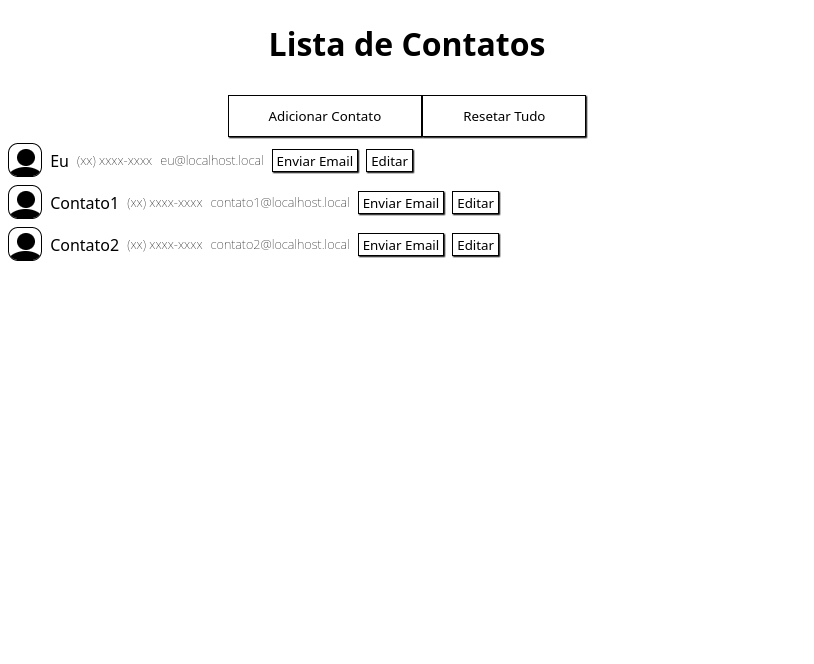 Lista de Contatos
Adicionar Contato Resetar Tudo
Eu (xx) xxxx-xxxx eu@localhost.local Enviar Email Editar
Contato1 (xx) xxxx-xxxx contato1@localhost.local Enviar Email Editar
Contato2 (xx) xxxx-xxxx contato2@localhost.local Enviar Email Editar